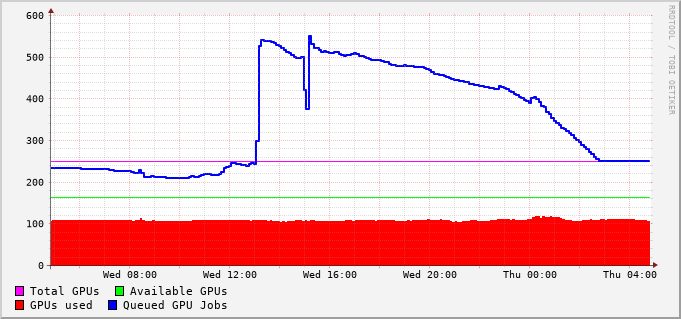 600
500
400
300
200
100
0
Wed 08:00 Wed 12:00 Wed 16:00 Wed 20:00 Thu 00:00 Thu 04:00
Total GPUs Available GPUs
GPUs used Queued GPU Jobs
RRDTOOL / TOBI OETIKER